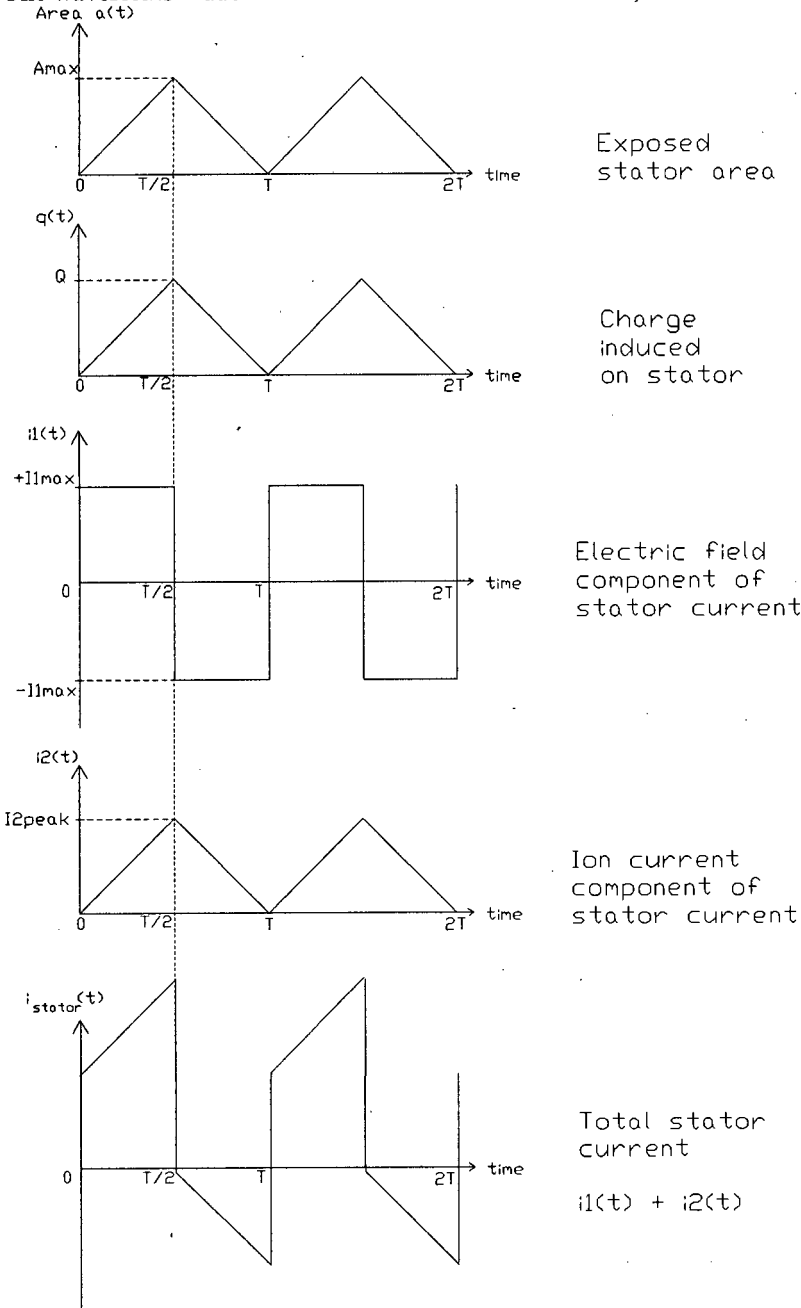 Area a(t)
Amax
0
T/2
T
2T
time
Exposed
stator area
q(t)
Q
0
T/2
T
2T
time
Charge
induced
on stator
i1(t)
+I1max
0
T/2
T
2T
time
-I1max
Electric field
component of
stator current
i2(t)
I2peak
0
T/2
T
2T
time
Ion current
component of
stator current
istator(t)
0
T/2
T
2T
time
Total stator
current
i1(t) + i2(t)